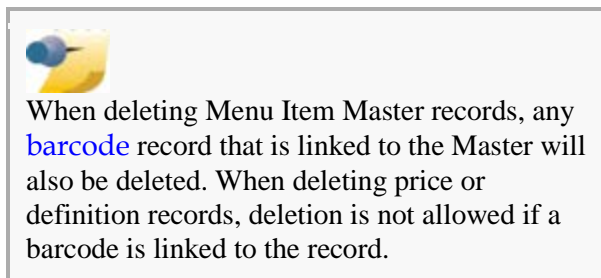 When deleting Menu Item Master records, any
barcode record that is linked to the Master will
also be deleted. When deleting price or
definition records, deletion is not allowed if a
barcode is linked to the record.